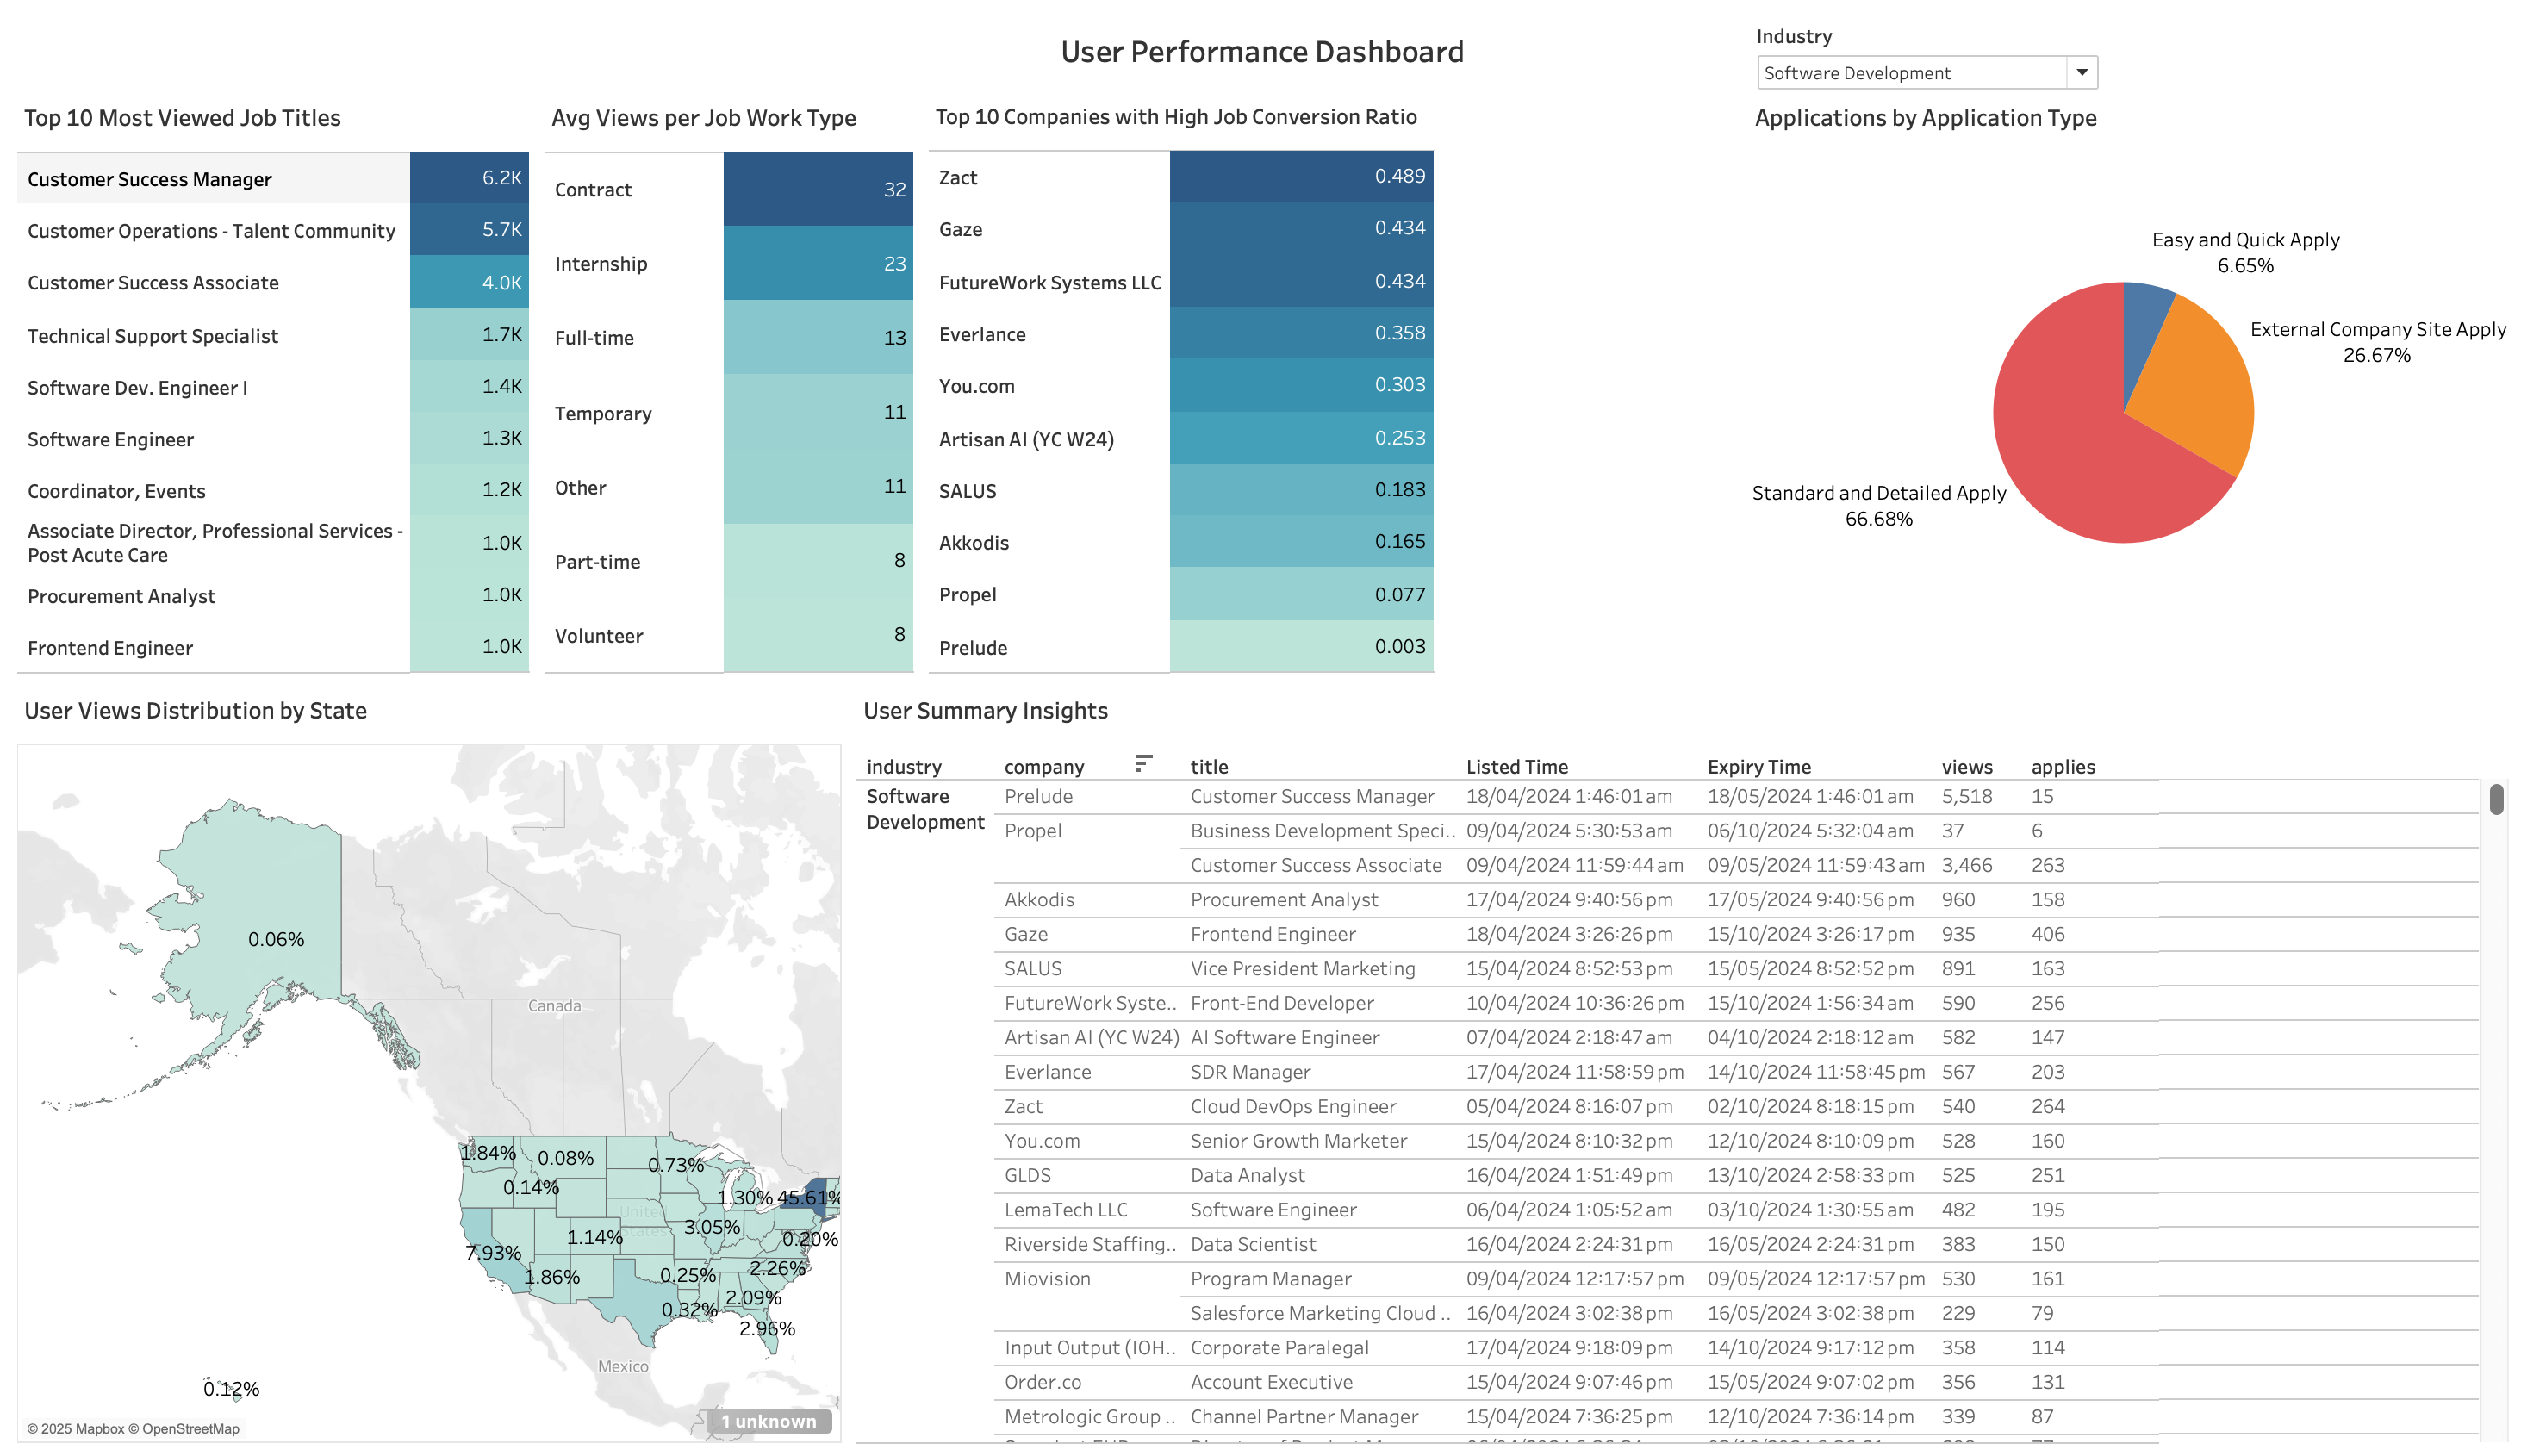 User Performance Dashboard
Industry
Software Development
Top 10 Most Viewed Job Titles
Customer Success Manager 6.2K
Customer Operations - Talent Community 5.7K
Customer Success Associate 4.0K
Technical Support Specialist 1.7K
Software Dev. Engineer I 1.4K
Software Engineer 1.3K
Coordinator, Events 1.2K
Associate Director, Professional Services -
Post Acute Care 1.0K
Procurement Analyst 1.0K
Frontend Engineer 1.0K
Avg Views per Job Work Type
Contract 32
Internship 23
Full-time 13
Temporary 11
Other 11
Part-time 8
Volunteer 8
Top 10 Companies with High Job Conversion Ratio
Zact 0.489
Gaze 0.434
FutureWork Systems LLC 0.434
Everlance 0.358
You.com 0.303
Artisan AI (YC W24) 0.253
SALUS 0.183
Akkodis 0.165
Propel 0.077
Prelude 0.003
Applications by Application Type
Easy and Quick Apply
6.65%
External Company Site Apply
26.67%
Standard and Detailed Apply
66.68%
User Views Distribution by State
0.06%
Canada
1.84%
0.08%
0.73%
0.14%
1.30%
45.61%
United
States
3.05%
1.14%
0.20%
7.93%
1.86%
0.25%
2.26%
2.09%
0.32%
2.96%
Mexico
0.12%
1 unknown
© 2025 Mapbox © OpenStreetMap
User Summary Insights
industry company title Listed Time Expiry Time views applies
Software Prelude Customer Success Manager 18/04/2024 1:46:01 am 18/05/2024 1:46:01 am 5,518 15
Development Propel Business Development Speci.. 09/04/2024 5:30:53 am 06/10/2024 5:32:04 am 37 6
Customer Success Associate 09/04/2024 11:59:44 am 09/05/2024 11:59:43 am 3,466 263
Akkodis Procurement Analyst 17/04/2024 9:40:56 pm 17/05/2024 9:40:56 pm 960 158
Gaze Frontend Engineer 18/04/2024 3:26:26 pm 15/10/2024 3:26:17 pm 935 406
SALUS Vice President Marketing 15/04/2024 8:52:53 pm 15/05/2024 8:52:52 pm 891 163
FutureWork Syste.. Front-End Developer 10/04/2024 10:36:26 pm 15/10/2024 1:56:34 am 590 256
Artisan AI (YC W24) AI Software Engineer 07/04/2024 2:18:47 am 04/10/2024 2:18:12 am 582 147
Everlance SDR Manager 17/04/2024 11:58:59 pm 14/10/2024 11:58:45 pm 567 203
Zact Cloud DevOps Engineer 05/04/2024 8:16:07 pm 02/10/2024 8:18:15 pm 540 264
You.com Senior Growth Marketer 15/04/2024 8:10:32 pm 12/10/2024 8:10:09 pm 528 160
GLDS Data Analyst 16/04/2024 1:51:49 pm 13/10/2024 2:58:33 pm 525 251
LemaTech LLC Software Engineer 06/04/2024 1:05:52 am 03/10/2024 1:30:55 am 482 195
Riverside Staffing.. Data Scientist 16/04/2024 2:24:31 pm 16/05/2024 2:24:31 pm 383 150
Miovision Program Manager 09/04/2024 12:17:57 pm 09/05/2024 12:17:57 pm 530 161
Salesforce Marketing Cloud .. 16/04/2024 3:02:38 pm 16/05/2024 3:02:38 pm 229 79
Input Output (IOH.. Corporate Paralegal 17/04/2024 9:18:09 pm 14/10/2024 9:17:12 pm 358 114
Order.co Account Executive 15/04/2024 9:07:46 pm 15/05/2024 9:07:02 pm 356 131
Metrologic Group .. Channel Partner Manager 15/04/2024 7:36:25 pm 12/10/2024 7:36:14 pm 339 87